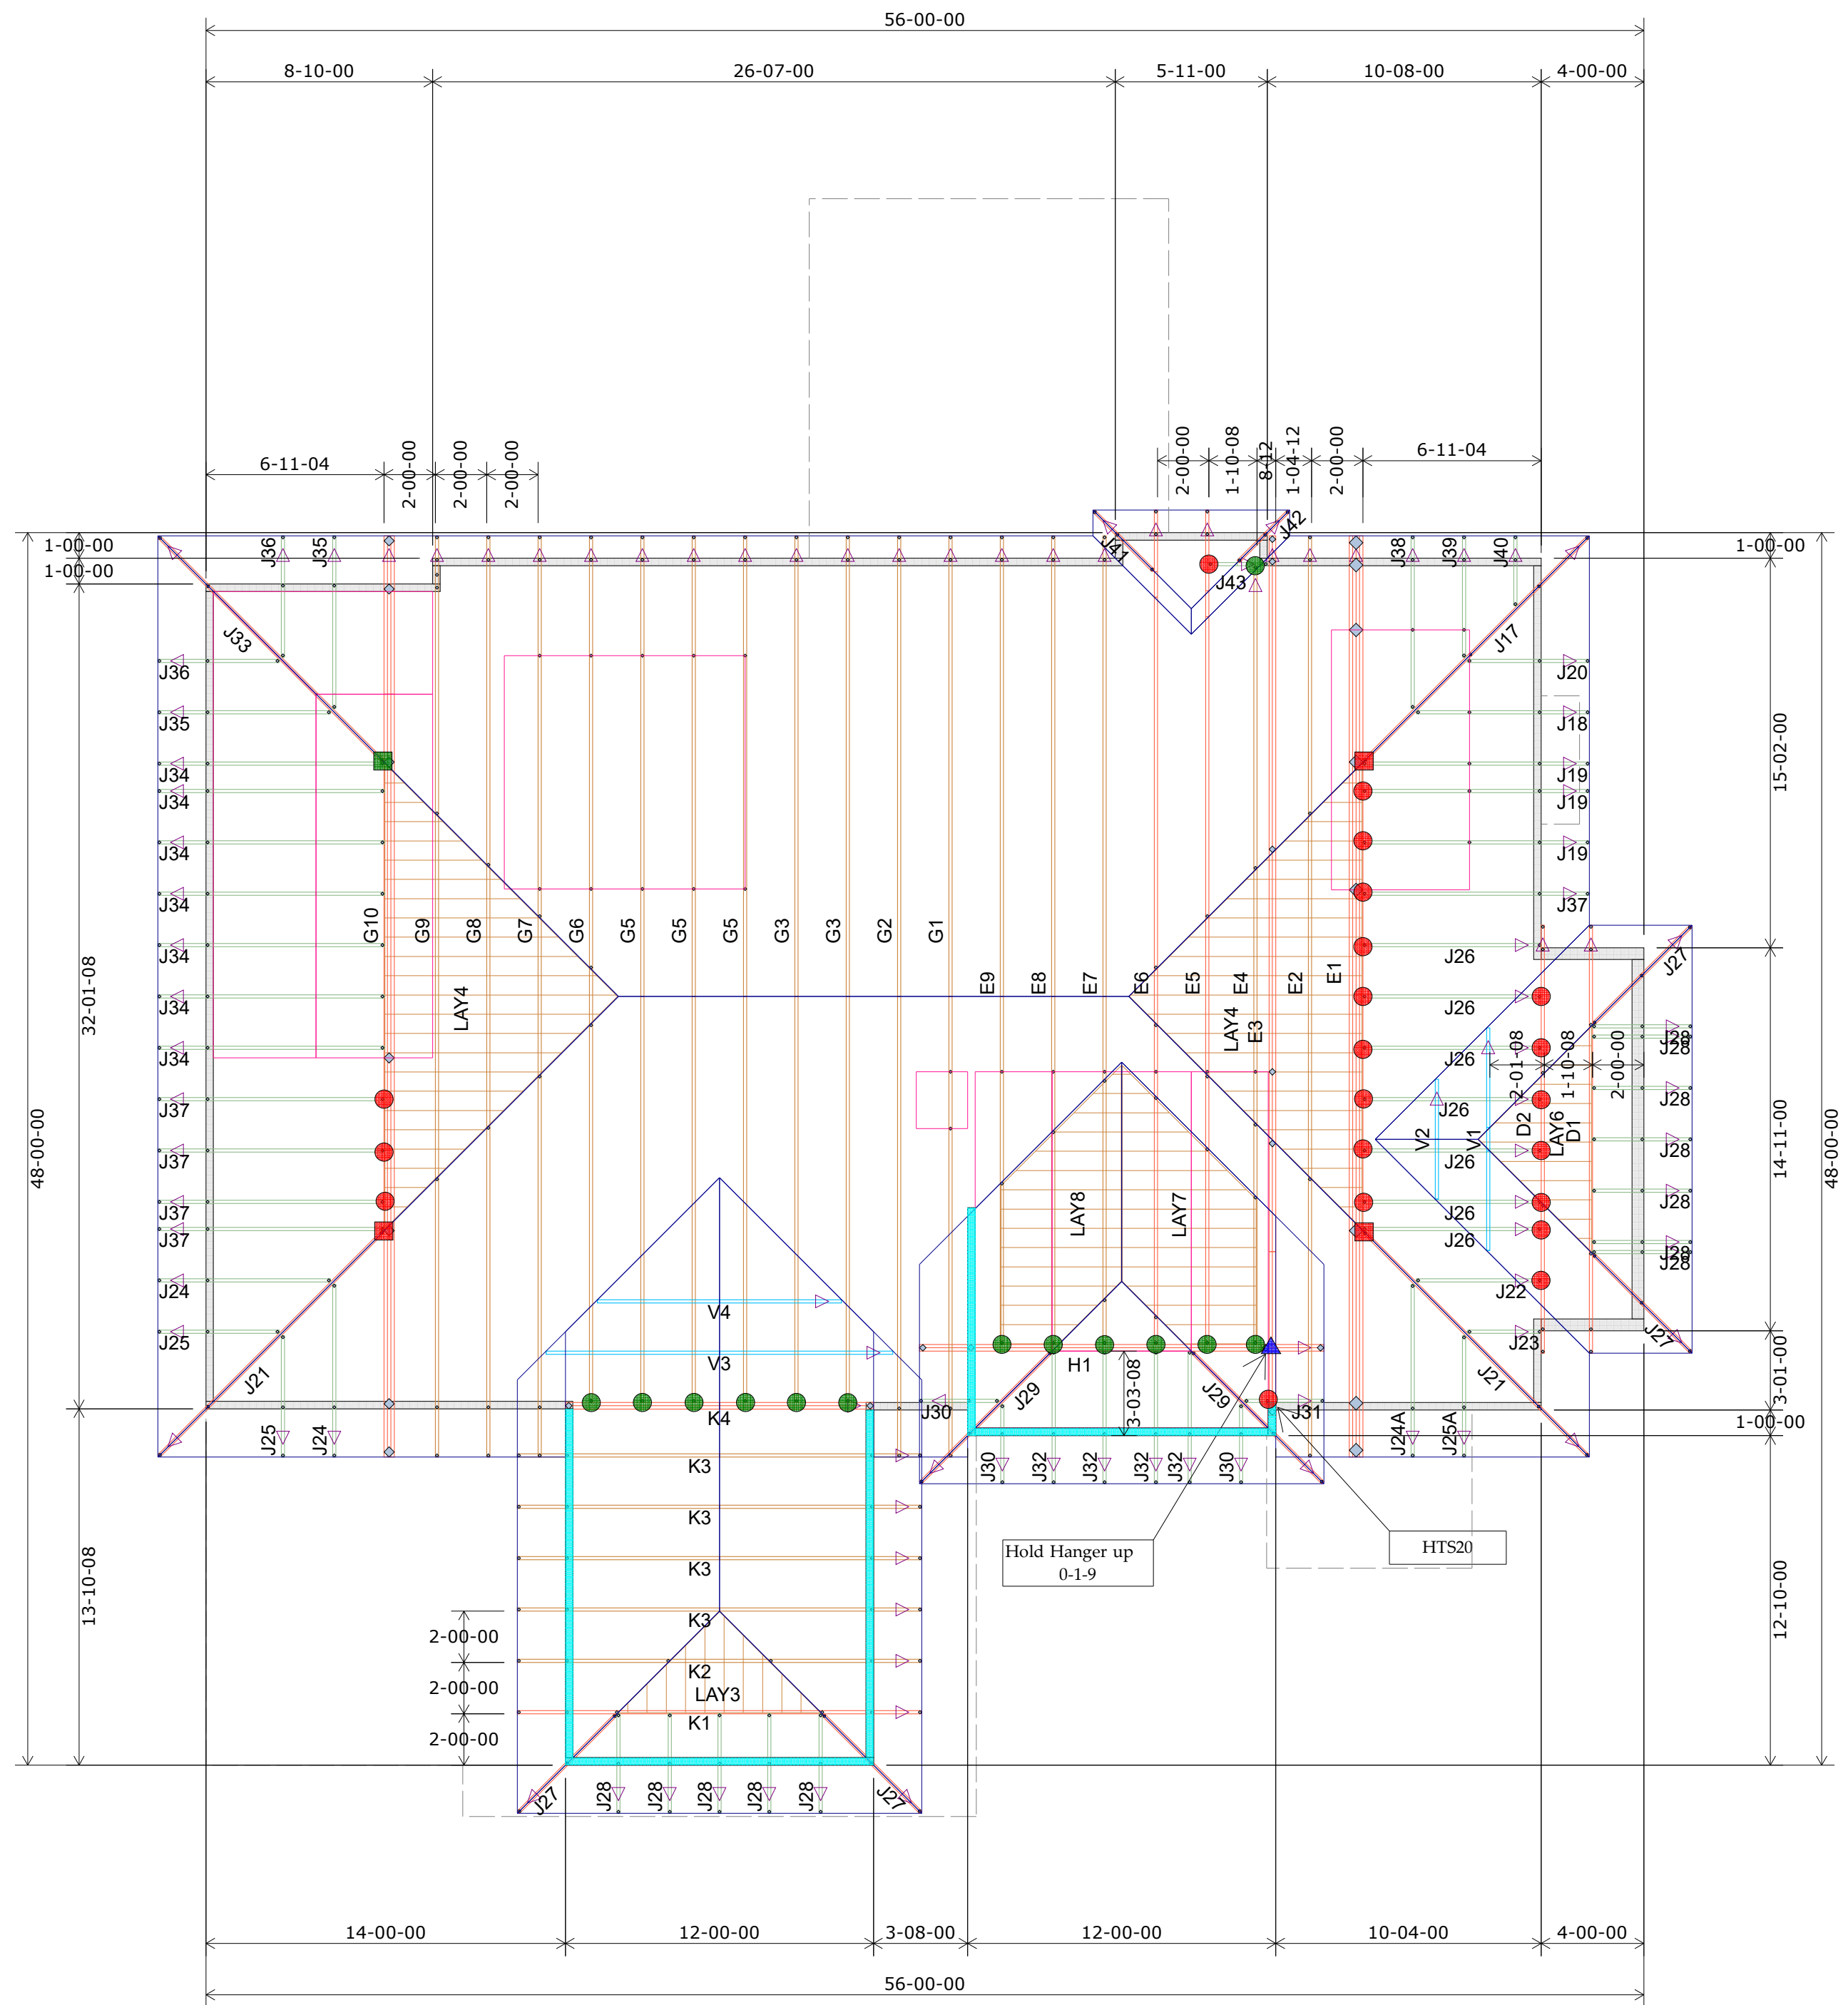 56-00-00
8-10-00
26-07-00
5-11-00
10-08-00
4-00-00
6-11-04
2-00-00
2-00-00
2-00-00
2-00-00
1-10-08
8-12
1-04-12
2-00-00
6-11-04
1-00-00
1-00-00
1-00-00
J36
J35
J41
J42
J43
J38
J39
J40
J33
J17
J36
J20
J35
J18
J34
J19
J34
J19
J34
J19
J34
J37
G10
G9
G8
G7
G6
G5
G5
G5
G3
G3
G2
G1
E9
E8
E7
E6
E5
E4
E2
E1
J34
J26
J27
15-02-00
J34
J26
LAY4
LAY4
E3
32-01-08
J34
J26
J28
J28
2-01-08
1-10-08
2-00-00
J37
J26
J28
48-00-00
48-00-00
J37
J26
V2
V1
D2
LAY6
D1
J28
14-11-00
J37
J26
J28
J37
J26
J28
J28
LAY8
LAY7
J24
J22
V4
J25
J23
J27
V3
H1
3-03-08
J21
J29
J29
J21
3-01-00
K4
J30
J31
1-00-00
J25
J24
J24A
J25A
K3
J30
J32
J32
J32
J32
J30
K3
Hold Hanger up
0-1-9
HTS20
K3
13-10-08
12-10-00
K3
2-00-00
K2
2-00-00
LAY3
K1
2-00-00
J27
J28
J28
J28
J28
J28
J27
14-00-00
12-00-00
3-08-00
12-00-00
10-04-00
4-00-00
56-00-00